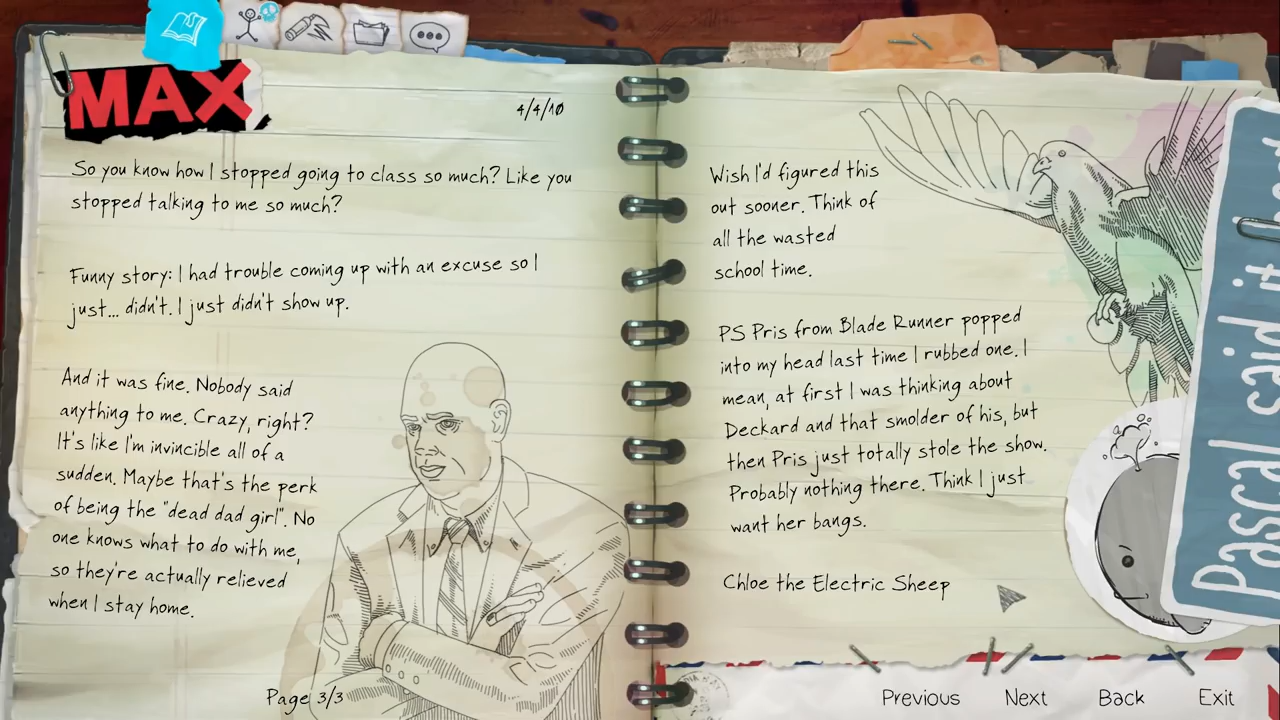 MAX
4/4/10
So you know how I stopped going to class so much? Like you
stopped talking to me so much?
Funny story: I had trouble coming up with an excuse so I
just... didn't. I just didn't show up.
And it was fine. Nobody said
anything to me. Crazy, right?
It's like I'm invincible all of a
sudden. Maybe that's the perk
of being the "dead dad girl". No
one knows what to do with me,
so they're actually relieved
when I stay home.
Page 3/3
Wish I'd figured this
out sooner. Think of
all the wasted
school time.
PS Pris from Blade Runner popped
into my head last time I rubbed one. I
mean, at first I was thinking about
Deckard and that smolder of his, but
then Pris just totally stole the show.
Probably nothing there. Think I just
want her bangs.
Chloe the Electric Sheep
Pascal said it
Previous
Next
Back
Exit